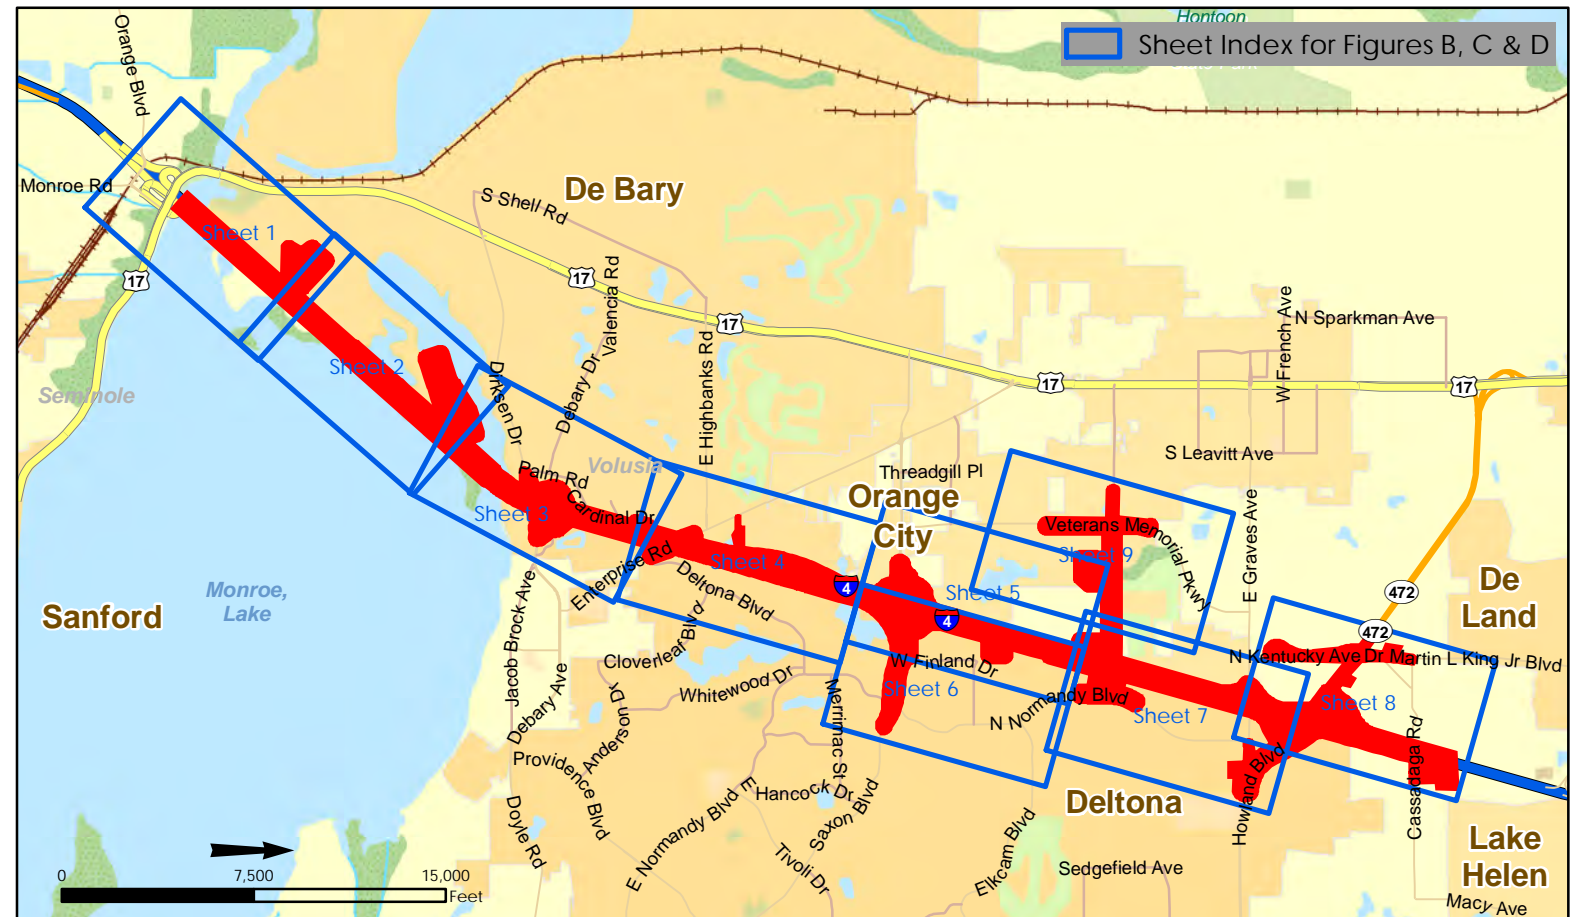 Hontoon
Sheet Index for Figures B, C & D
Orange Blvd
Monroe Rd
De Bary
S Shell Rd
Sheet 1
17
17
Valencia Rd
17
W French Ave
N Sparkman Ave
Sheet 2
Dirksen Dr
Debary Dr
E Highbanks Rd
17
17
Seminole
Volusia
S Leavitt Ave
Palm Rd
Threadgill Pl
Orange
City
Sheet 3
Cardinal Dr
Veterans Memorial Pkwy
E Graves Ave
Sheet 9
Enterprise Rd
Sheet 4
Deltona Blvd
4
Sheet 5
4
472
De
Land
Monroe,
Lake
Sanford
Jacob Brock Ave
Cloverleaf Blvd
472
W Finland Dr
N Kentucky Ave
Dr Martin L King Jr Blvd
Debary Ave
Anderson Dr
Whitewood Dr
Merrimac St
Sheet 6
N Normandy Blvd
Sheet 7
Sheet 8
Providence Blvd
Howland Blvd
Cassadaga Rd
E Normandy Blvd E
Hancock Dr
Saxon Blvd
Deltona
Doyle Rd
Tivoli Dr
Elkcam Blvd
Sedgefield Ave
Lake
Helen
Macy Ave
0
7,500
15,000
Feet